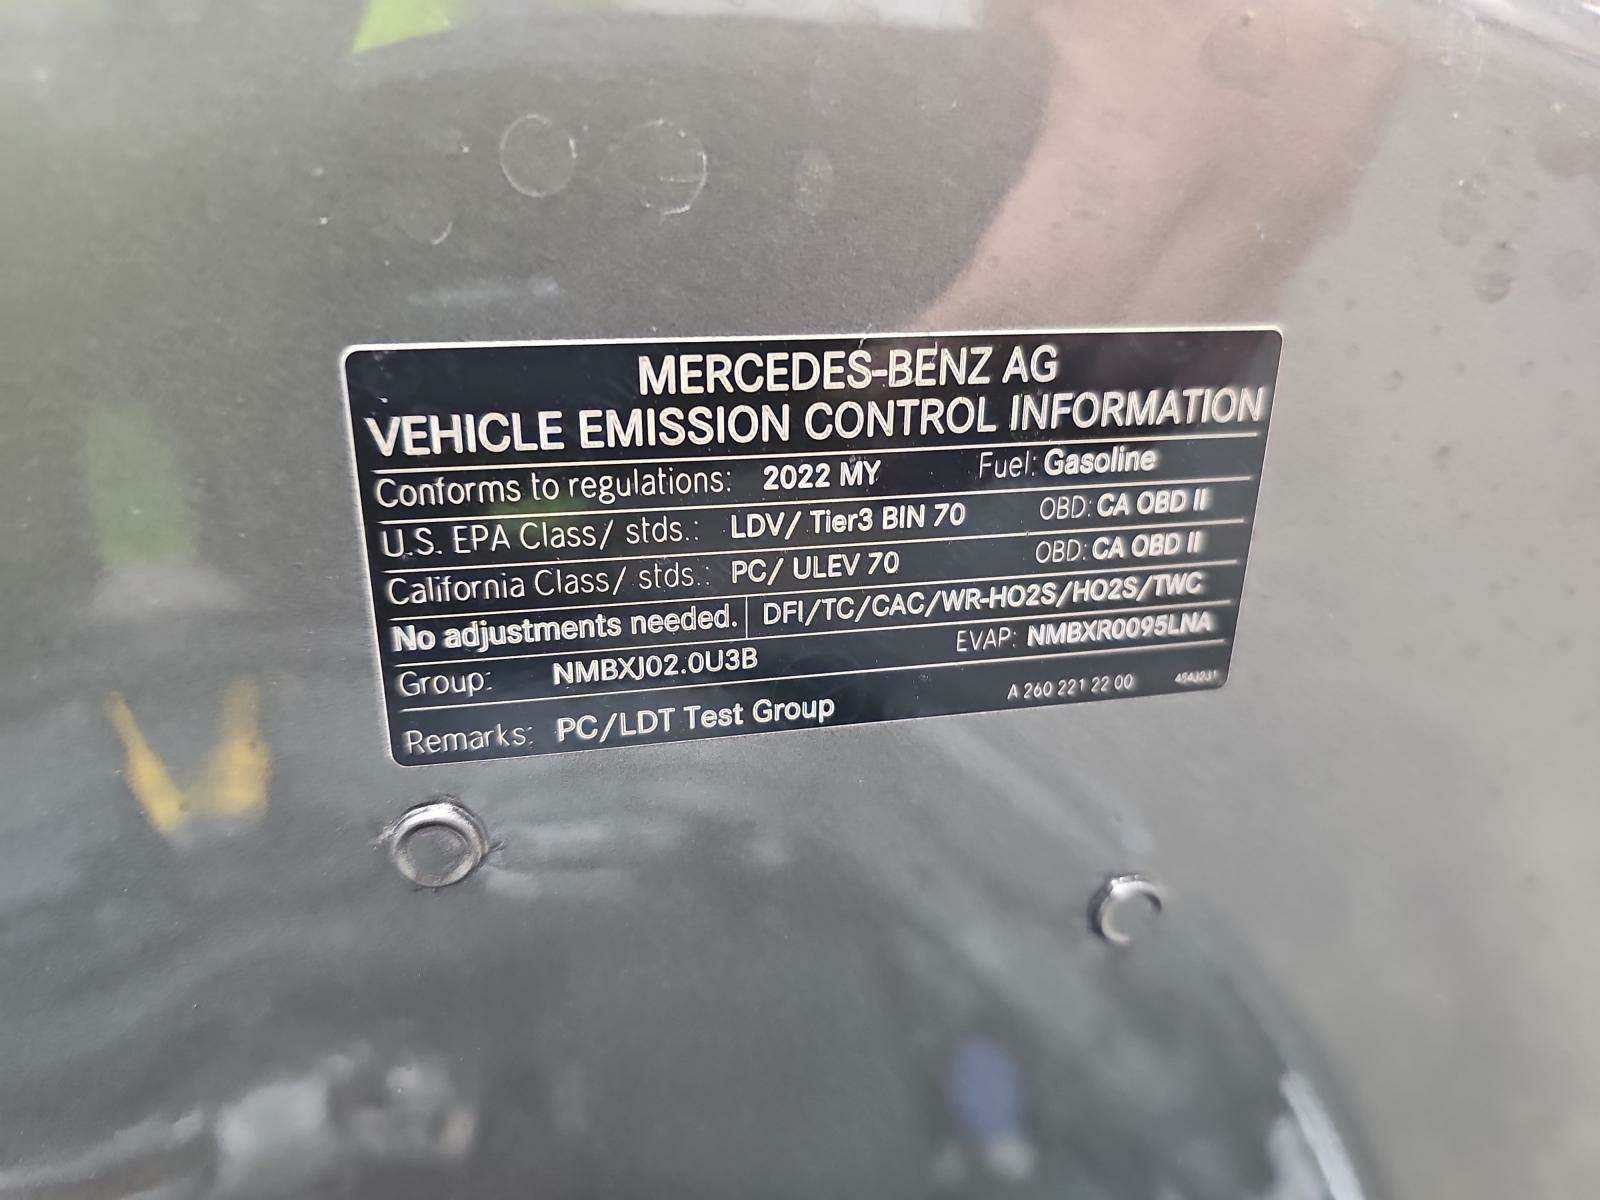 MERCEDES-BENZ AG
VEHICLE EMISSION CONTROL INFORMATION
Conforms to regulations: 2022 MY Fuel: Gasoline
U.S. EPA Class/ stds.: LDV/ Tier3 BIN 70 OBD: CA OBD II
California Class/ stds.: PC/ ULEV 70 OBD: CA OBD II
No adjustments needed. DFI/TC/CAC/WR-HO2S/HO2S/TWC
Group: NMBXJ02.0U3B EVAP: NMBXR0095LNA
Remarks: PC/LDT Test Group A 260 221 22 00